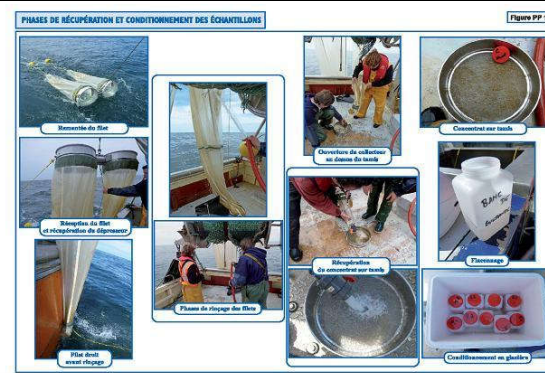 PHASES DE RÉCUPÉRATION ET CONDITIONNEMENT DES ÉCHANTILLONS
Figure PP
Remontée du filet
Réception du filet
et récupération du dépresseur
Filet droit
avant rinçage
Phases de rinçage des filets
Ouverture du collecteur
au dessus du tamis
Récupération
du concentrat sur tamis
Concentrat sur tamis
BANC
Flaconnage
Conditionnement en glacière